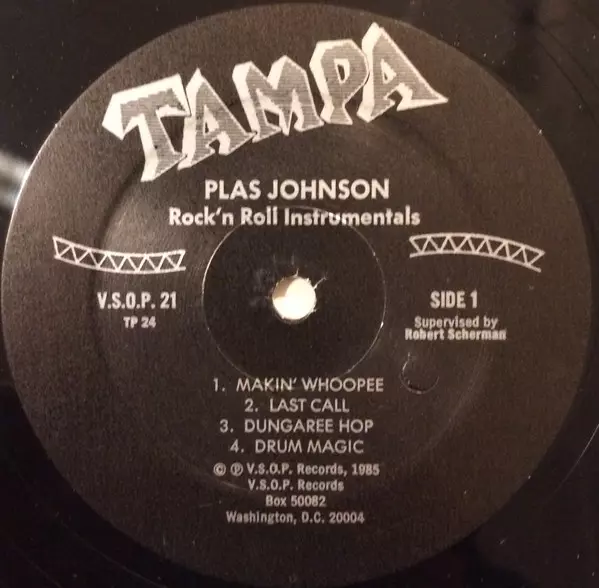 TAMPA
PLAS JOHNSON
Rock'n Roll Instrumentals
V.S.O.P. 21
TP 24
SIDE 1
Supervised by
Robert Scherman
1. MAKIN' WHOOPEE
2. LAST CALL
3. DUNGAREE HOP
4. DRUM MAGIC
© ℗ V.S.O.P. Records, 1985
V.S.O.P. Records
Box 50082
Washington, D.C. 20004